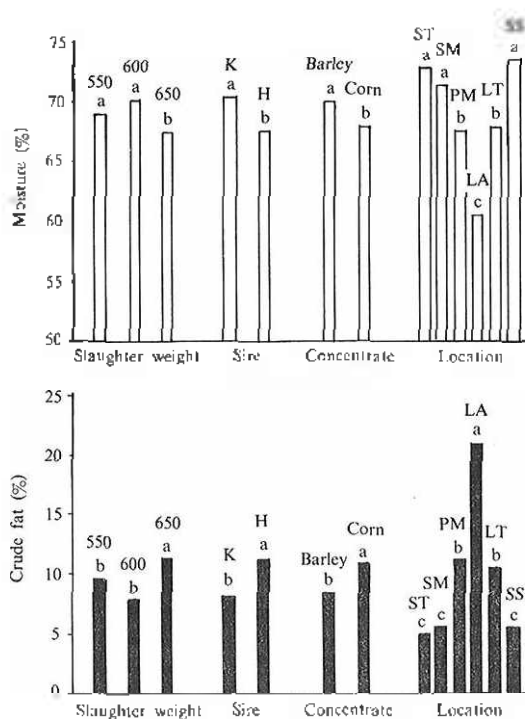 SS
75
ST
a
SM
a
a
600
a
550
a
K
a
Barley
a
70
650
b
H
b
Corn
b
PM
b
LT
b
65
LA
c
60
55
50
Moisture (%)
Slaughter weight
Sire
Concentrate
Location
25
LA
a
20
15
650
a
H
a
Corn
a
PM
b
LT
b
550
b
10
600
b
K
b
Barley
b
SM
c
SS
c
ST
c
5
0
Crude fat (%)
Slaughter weight
Sire
Concentrate
Location